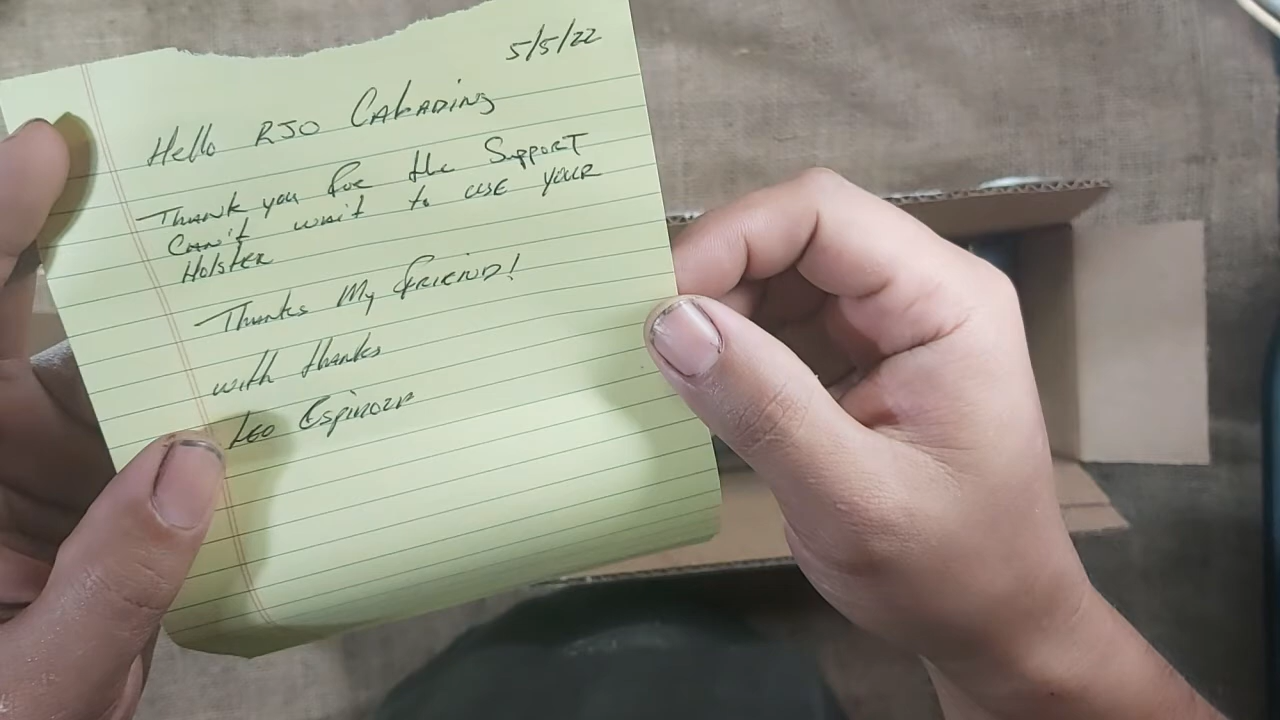 5/5/22
Hello RJO Cabading
Thank you for the Support
Can't wait to use your
Holster
Thanks My friend!
with thanks
Leo Espinoza